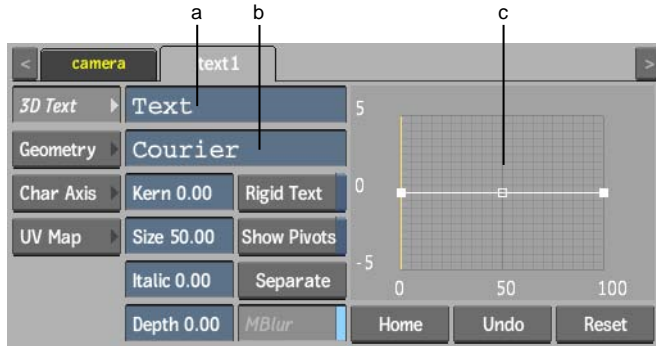 a b c
< camera text1 >
3D Text Text 5
Geometry Courier
Char Axis Kern 0.00 Rigid Text 0
UV Map Size 50.00 Show Pivots
Italic 0.00 Separate -5
0 50 100
Depth 0.00 MBlur Home Undo Reset